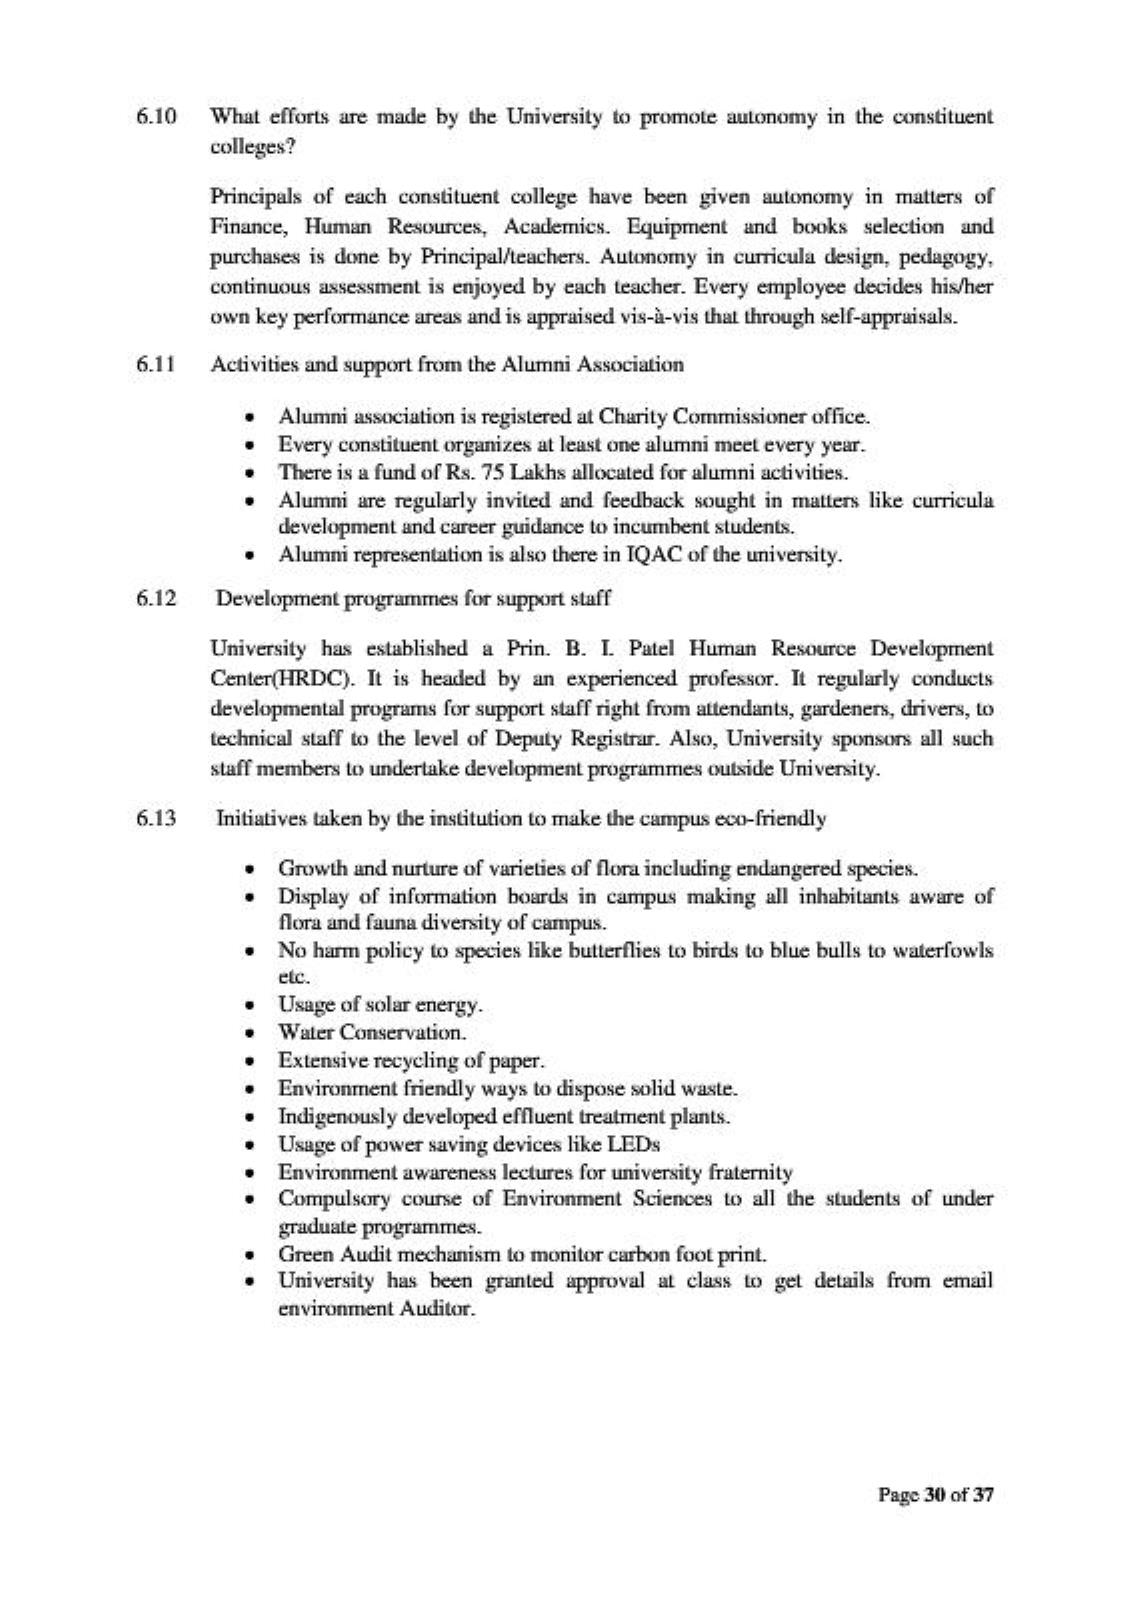 6.10 What efforts are made by the University to promote autonomy in the constituent
colleges?
Principals of each constituent college have been given autonomy in matters of
Finance, Human Resources, Academics. Equipment and books selection and
purchases is done by Principal/teachers. Autonomy in curricula design, pedagogy,
continuous assessment is enjoyed by each teacher. Every employee decides his/her
own key performance areas and is appraised vis-à-vis that through self-appraisals.
6.11 Activities and support from the Alumni Association
• Alumni association is registered at Charity Commissioner office.
• Every constituent organizes at least one alumni meet every year.
• There is a fund of Rs. 75 Lakhs allocated for alumni activities.
• Alumni are regularly invited and feedback sought in matters like curricula
development and career guidance to incumbent students.
• Alumni representation is also there in IQAC of the university.
6.12 Development programmes for support staff
University has established a Prin. B. I. Patel Human Resource Development
Center(HRDC). It is headed by an experienced professor. It regularly conducts
developmental programs for support staff right from attendants, gardeners, drivers, to
technical staff to the level of Deputy Registrar. Also, University sponsors all such
staff members to undertake development programmes outside University.
6.13 Initiatives taken by the institution to make the campus eco-friendly
• Growth and nurture of varieties of flora including endangered species.
• Display of information boards in campus making all inhabitants aware of
flora and fauna diversity of campus.
• No harm policy to species like butterflies to birds to blue bulls to waterfowls
etc.
• Usage of solar energy.
• Water Conservation.
• Extensive recycling of paper.
• Environment friendly ways to dispose solid waste.
• Indigenously developed effluent treatment plants.
• Usage of power saving devices like LEDs
• Environment awareness lectures for university fraternity
• Compulsory course of Environment Sciences to all the students of under
graduate programmes.
• Green Audit mechanism to monitor carbon foot print.
• University has been granted approval at class to get details from email
environment Auditor.
Page 30 of 37